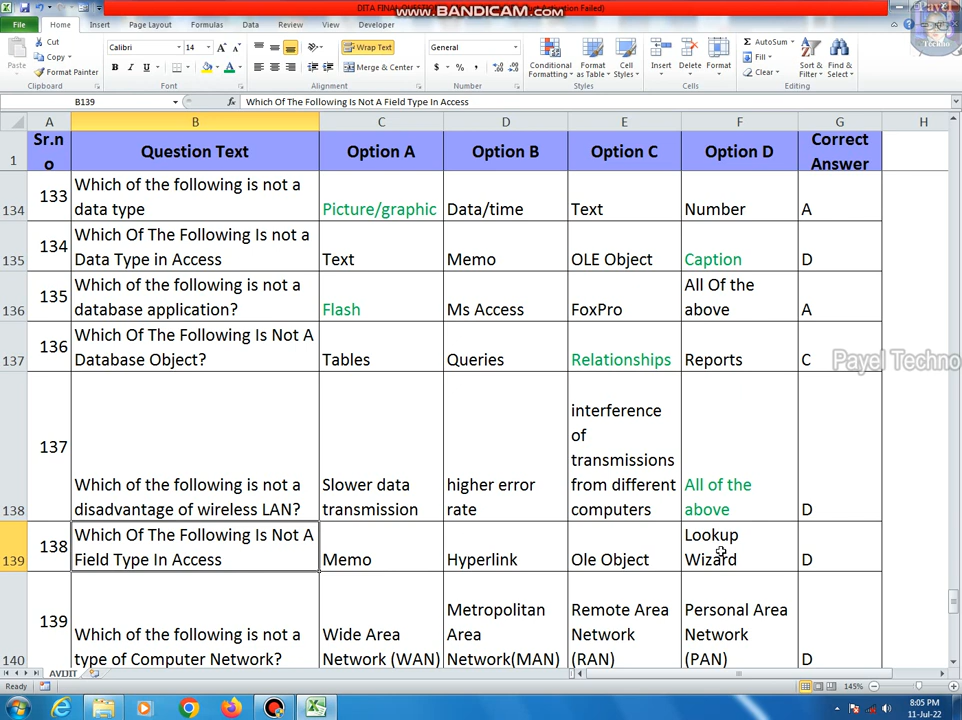 DITA FINAL QUESTION
Activation Failed)
WWW.BANDICAM.COM
Payel
Techno
File Home Insert Page Layout Formulas Data Review View Developer
Cut
Copy
Format Painter
Paste
Calibri 14
Wrap Text
Merge & Center
General
Conditional Formatting
Format as Table
Cell Styles
Insert Delete Format
AutoSum
Fill
Clear
Sort & Filter
Find & Select
Clipboard Font Alignment Number Styles Cells Editing
B139 fx Which Of The Following Is Not A Field Type In Access
A B C D E F G H
1 Sr.n
o Question Text Option A Option B Option C Option D Correct
Answer
134 133 Which of the following is not a
data type Picture/graphic Data/time Text Number A
135 134 Which Of The Following Is not a
Data Type in Access Text Memo OLE Object Caption D
136 135 Which of the following is not a
database application? Flash Ms Access FoxPro All Of the
above A
137 136 Which Of The Following Is Not A
Database Object? Tables Queries Relationships Reports C
Payel Techno
138 137 Which of the following is not a
disadvantage of wireless LAN? Slower data
transmission higher error
rate interference
of
transmissions
from different
computers All of the
above D
139 138 Which Of The Following Is Not A
Field Type In Access Memo Hyperlink Ole Object Lookup
Wizard D
140 139 Which of the following is not a
type of Computer Network? Wide Area
Network (WAN) Metropolitan
Area
Network(MAN) Remote Area
Network
(RAN) Personal Area
Network
(PAN) D
AVIJIT
Ready 145%
8:05 PM
11-Jul-22